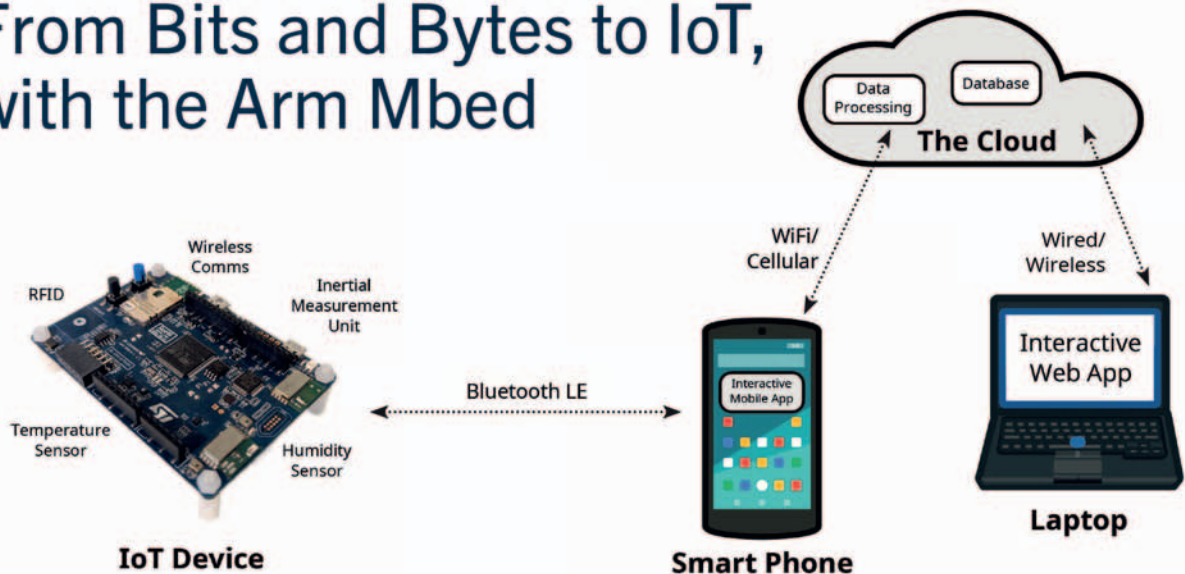 From Bits and Bytes to IoT,
with the Arm Mbed
Data
Processing
Database
The Cloud
WiFi/
Cellular
Wired/
Wireless
Wireless
Comms
RFID
Inertial
Measurement
Unit
Temperature
Sensor
Humidity
Sensor
ST
IoT Device
Bluetooth LE
Interactive
Mobile App
Smart Phone
Interactive
Web App
Laptop